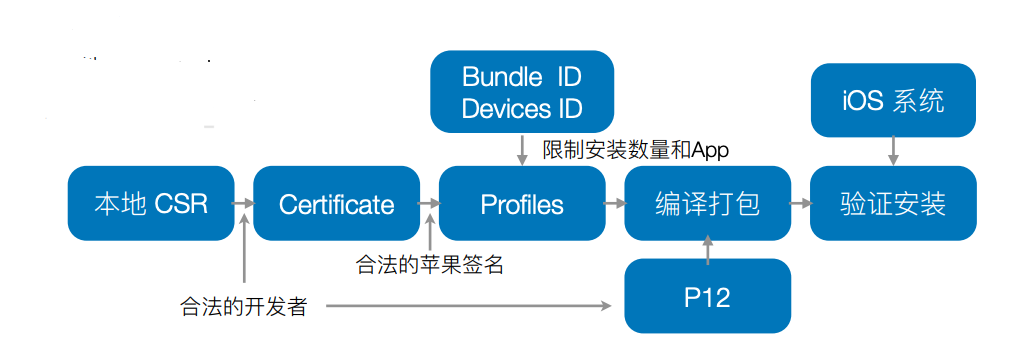 Bundle ID
Devices ID
iOS 系统
限制安装数量和App
本地 CSR
Certificate
Profiles
编译打包
验证安装
合法的苹果签名
合法的开发者
P12